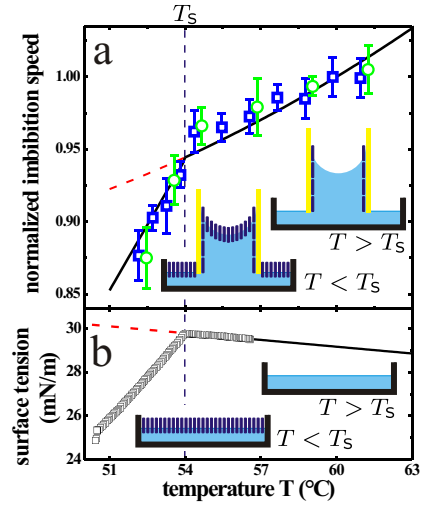 T_S
a
normalized imbibition speed
1.00
0.95
0.90
0.85
T > T_S
T < T_S
b
surface tension
(mN/m)
30
28
26
24
T > T_S
T < T_S
51 54 57 60 63
temperature T (°C)